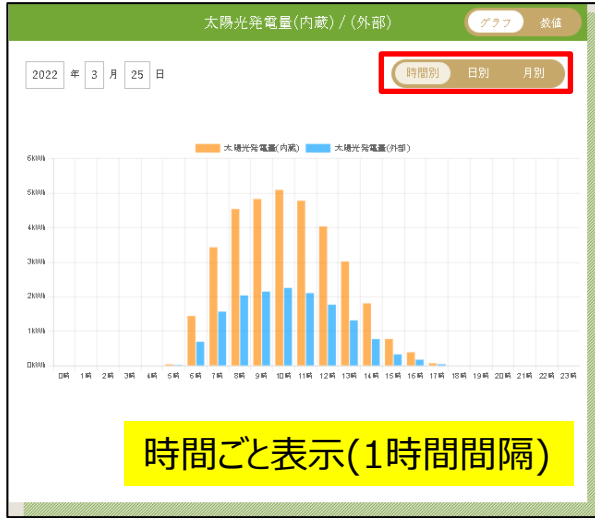 太陽光発電量(内蔵) / (外部)
グラフ 数値
2022 年 3 月 25 日
時間別 日別 月別
太陽光発電量(内蔵) 太陽光発電量(外部)
6kWh
5kWh
4kWh
3kWh
2kWh
1kWh
0kWh
0時 1時 2時 3時 4時 5時 6時 7時 8時 9時 10時 11時 12時 13時 14時 15時 16時 17時 18時 19時 20時 21時 22時 23時
時間ごと表示(1時間間隔)